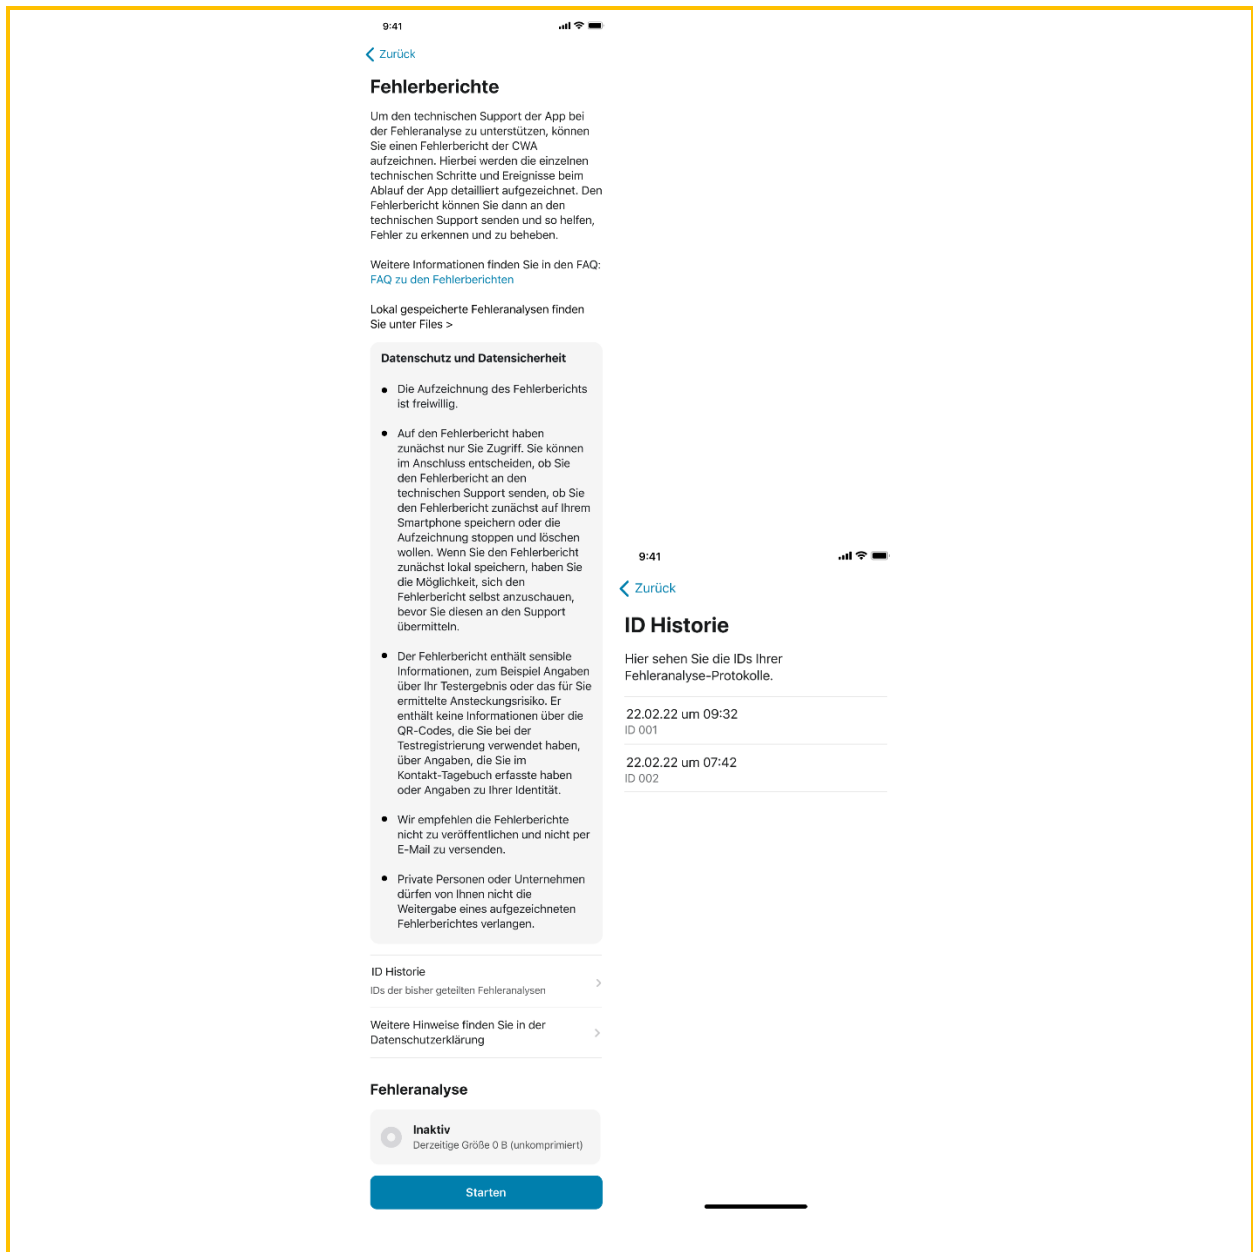 9:41
Zurück
Fehlerberichte
Um den technischen Support der App bei
der Fehleranalyse zu unterstützen, können
Sie einen Fehlerbericht der CWA
aufzeichnen. Hierbei werden die einzelnen
technischen Schritte und Ereignisse beim
Ablauf der App detailliert aufgezeichnet. Den
Fehlerbericht können Sie dann an den
technischen Support senden und so helfen,
Fehler zu erkennen und zu beheben.
Weitere Informationen finden Sie in den FAQ:
FAQ zu den Fehlerberichten
Lokal gespeicherte Fehleranalysen finden
Sie unter Files >
Datenschutz und Datensicherheit
● Die Aufzeichnung des Fehlerberichts
ist freiwillig.
● Auf den Fehlerbericht haben
zunächst nur Sie Zugriff. Sie können
im Anschluss entscheiden, ob Sie
den Fehlerbericht an den
technischen Support senden, ob Sie
den Fehlerbericht zunächst auf Ihrem
Smartphone speichern oder die
Aufzeichnung stoppen und löschen
wollen. Wenn Sie den Fehlerbericht
zunächst lokal speichern, haben Sie
die Möglichkeit, sich den
Fehlerbericht selbst anzuschauen,
bevor Sie diesen an den Support
übermitteln.
● Der Fehlerbericht enthält sensible
Informationen, zum Beispiel Angaben
über Ihr Testergebnis oder das für Sie
ermittelte Ansteckungsrisiko. Er
enthält keine Informationen über die
QR-Codes, die Sie bei der
Testregistrierung verwendet haben,
über Angaben, die Sie im
Kontakt-Tagebuch erfasste haben
oder Angaben zu Ihrer Identität.
● Wir empfehlen die Fehlerberichte
nicht zu veröffentlichen und nicht per
E-Mail zu versenden.
● Private Personen oder Unternehmen
dürfen von Ihnen nicht die
Weitergabe eines aufgezeichneten
Fehlerberichtes verlangen.
ID Historie
IDs der bisher geteilten Fehleranalysen
Weitere Hinweise finden Sie in der
Datenschutzerklärung
Fehleranalyse
Inaktiv
Derzeitige Größe 0 B (unkomprimiert)
Starten
9:41
Zurück
ID Historie
Hier sehen Sie die IDs Ihrer
Fehleranalyse-Protokolle.
22.02.22 um 09:32
ID 001
22.02.22 um 07:42
ID 002